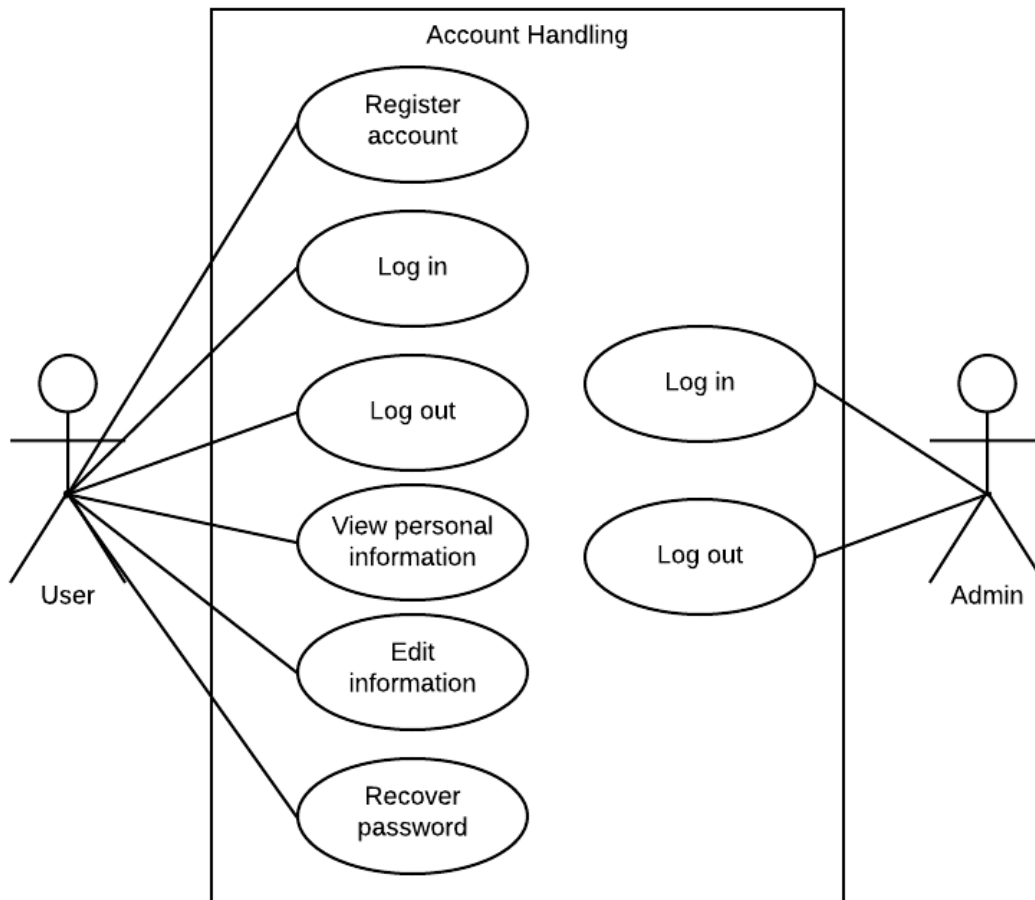 Account Handling
Register
account
Log in
Log out
View personal
information
Edit
information
Recover
password
Log in
Log out
User
Admin